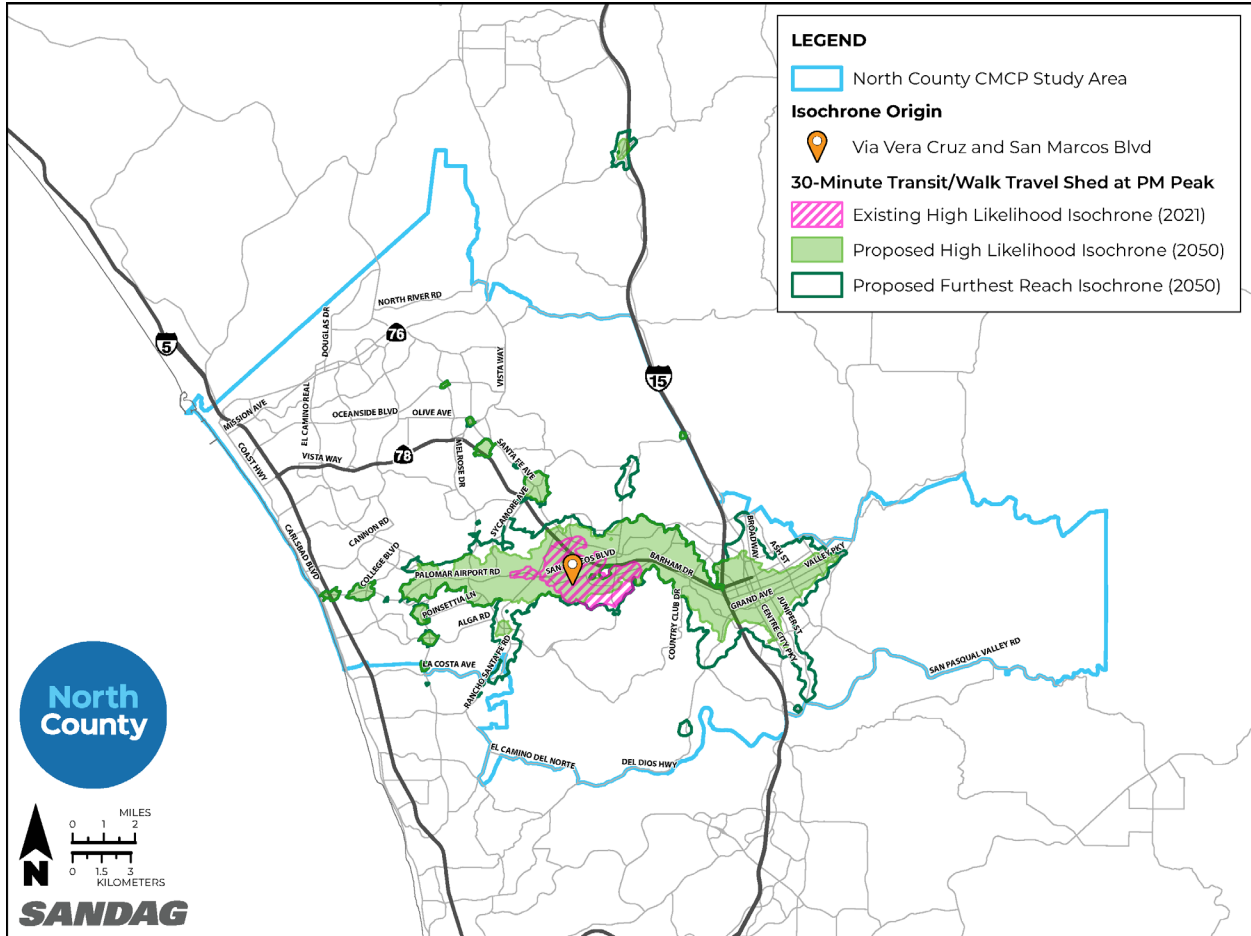 LEGEND
North County CMCP Study Area
Isochrone Origin
Via Vera Cruz and San Marcos Blvd
30-Minute Transit/Walk Travel Shed at PM Peak
Existing High Likelihood Isochrone (2021)
Proposed High Likelihood Isochrone (2050)
Proposed Furthest Reach Isochrone (2050)
NORTH RIVER RD
DOUGLAS DR
76
5
VISTA WAY
15
EL CAMINO REAL
MISSION AVE
OCEANSIDE BLVD
OLIVE AVE
COAST HWY
VISTA WAY
78
MELROSE DR
SANTA FE AVE
SYCAMORE AVE
CANNON RD
CARLSBAD BLVD
COLLEGE BLVD
PALOMAR AIRPORT RD
SAN
OS BLVD
BARHAM DR
BROADWAY
ASH ST
VALLEY PKY
POINSETTIA LN
ALGA RD
GRAND AVE
JUNIPER ST
CENTRE CITY PKY
COUNTRY CLUB DR
LA COSTA AVE
RANCHO SANTA FE RD
SAN PASQUAL VALLEY RD
EL CAMINO DEL NORTE
DEL DIOS HWY
North
County
MILES
0 1 2
0 1.5 3
KILOMETERS
N
SANDAG